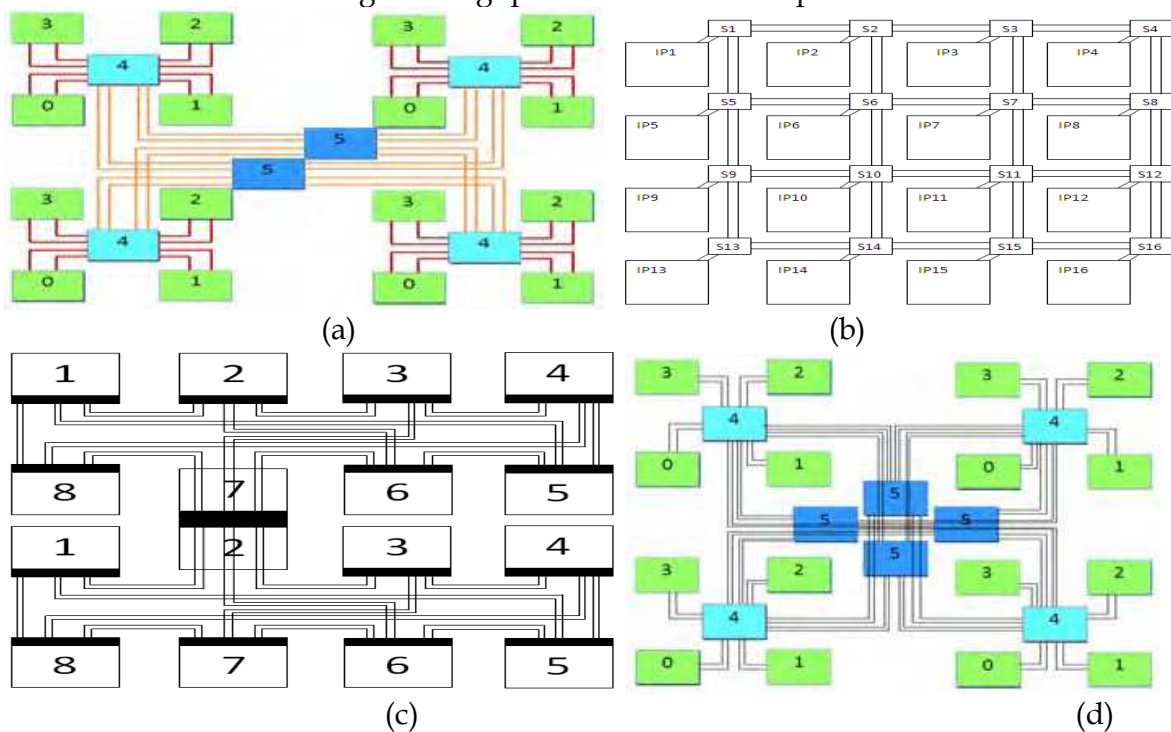 3 2 3 2
4 4
0 1 0 1
5
5
3 2 3 2
4 4
0 1 0 1
(a)
S1 S2 S3 S4
IP1 IP2 IP3 IP4
S5 S6 S7 S8
IP5 IP6 IP7 IP8
S9 S10 S11 S12
IP9 IP10 IP11 IP12
S13 S14 S15 S16
IP13 IP14 IP15 IP16
(b)
1 2 3 4
8 7 6 5
1 2 3 4
8 7 6 5
(c)
3 2 3 2
4 4
0 1 0 1
5
5 5
5
3 2 3 2
4 4
0 1 0 1
(d)